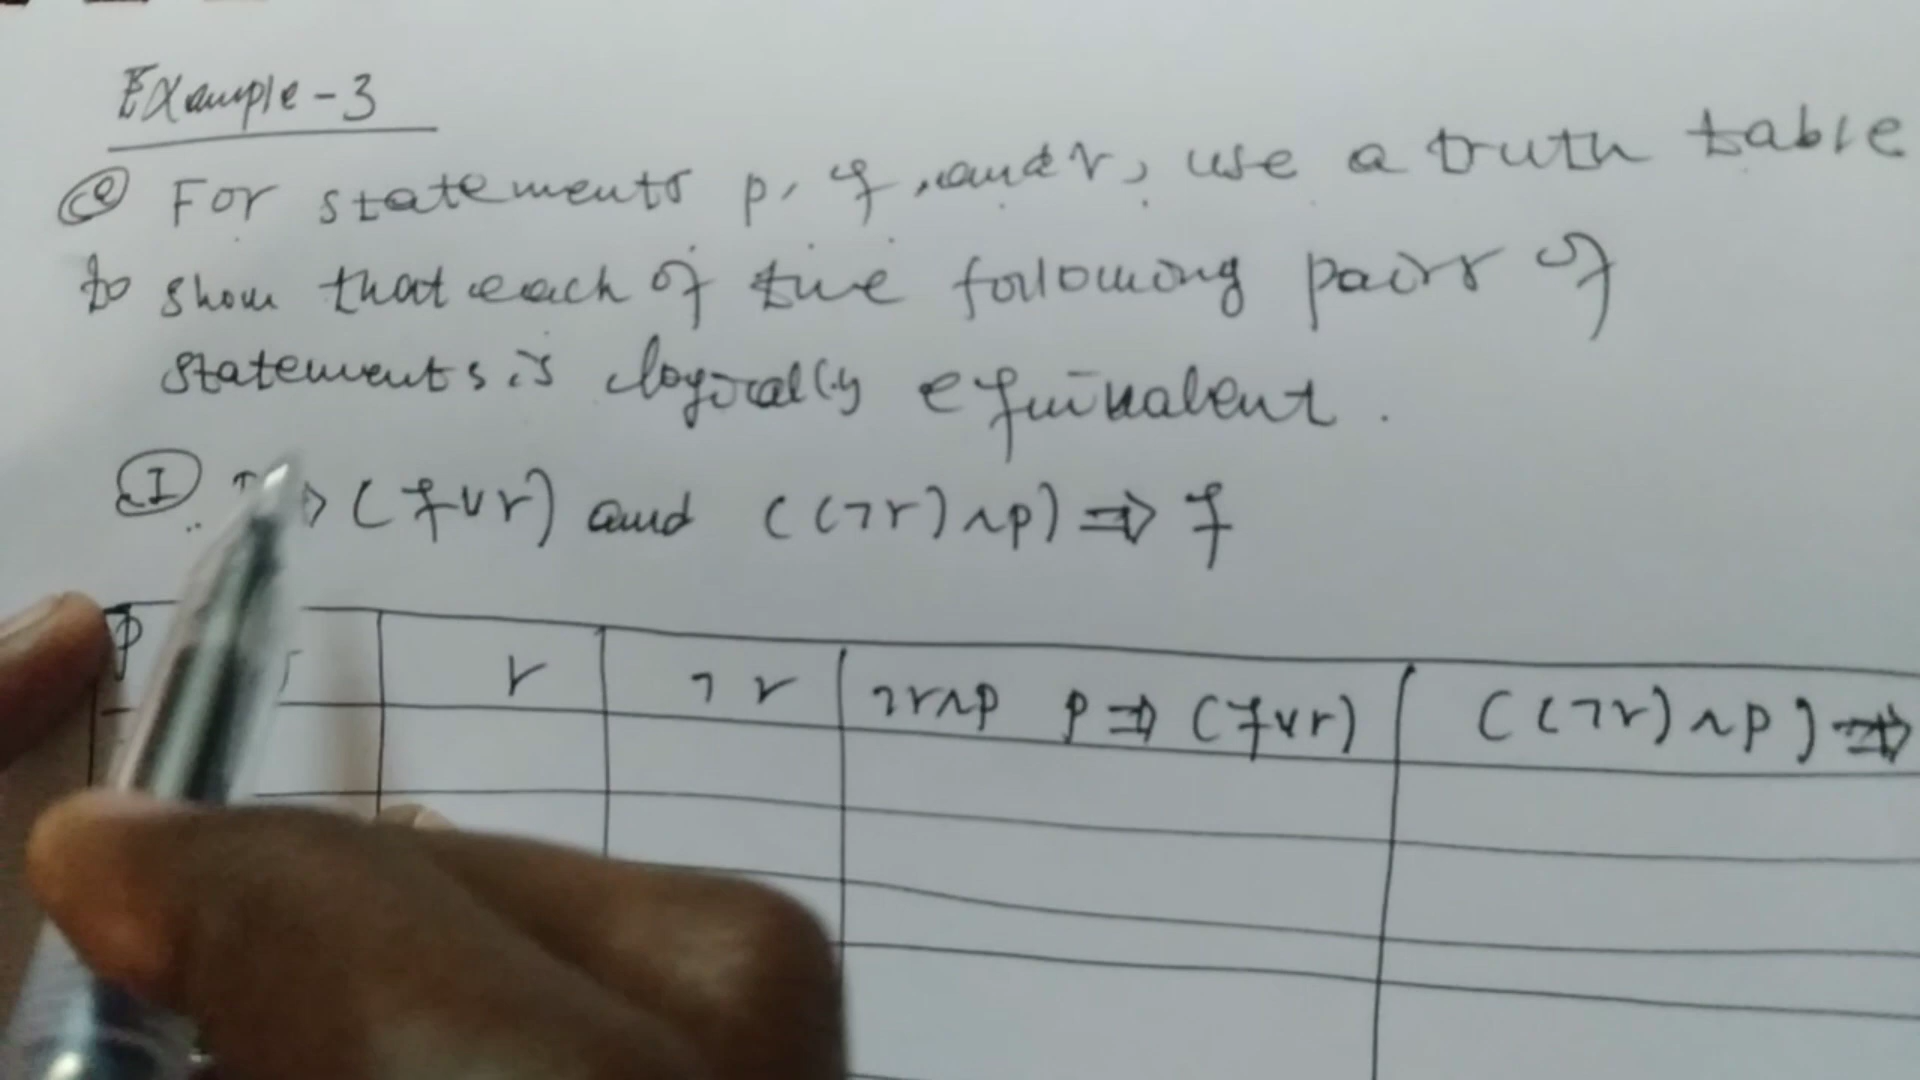 Example-3
(e) For statements p, q, and r, use a truth table
to show that each of the following pairs of
statements is logically equivalent.
(I) ⇒ (q∨r) and ((¬r)∧p) ⇒ q
p r ¬r ¬r∧p p⇒(q∨r) ((¬r)∧p)⇒